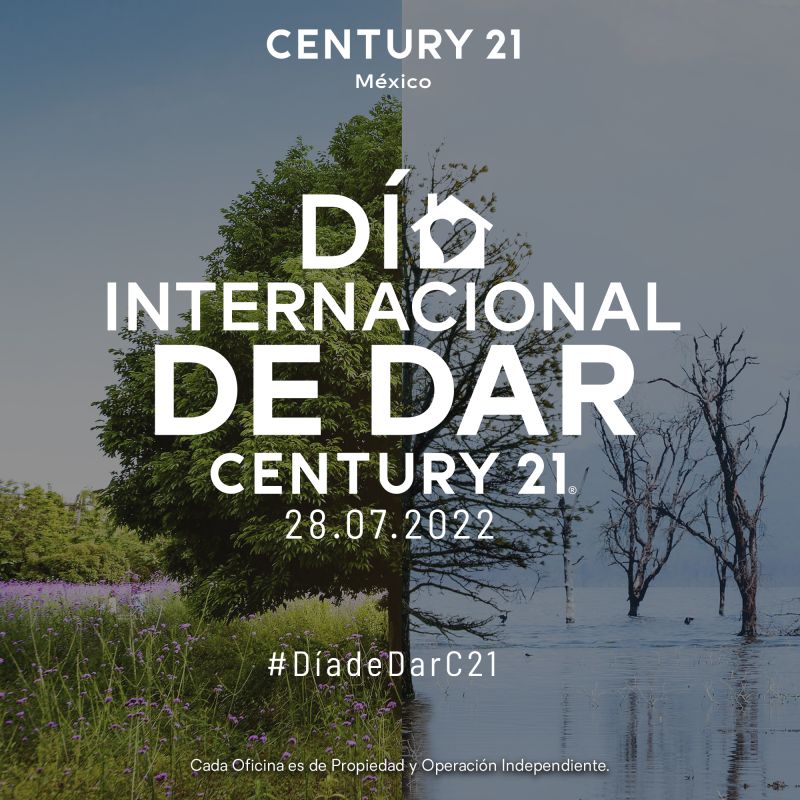 CENTURY 21
México
DÍA
INTERNACIONAL
DE DAR
CENTURY 21®
28.07.2022
#DíadeDarC21
Cada Oficina es de Propiedad y Operación Independiente.